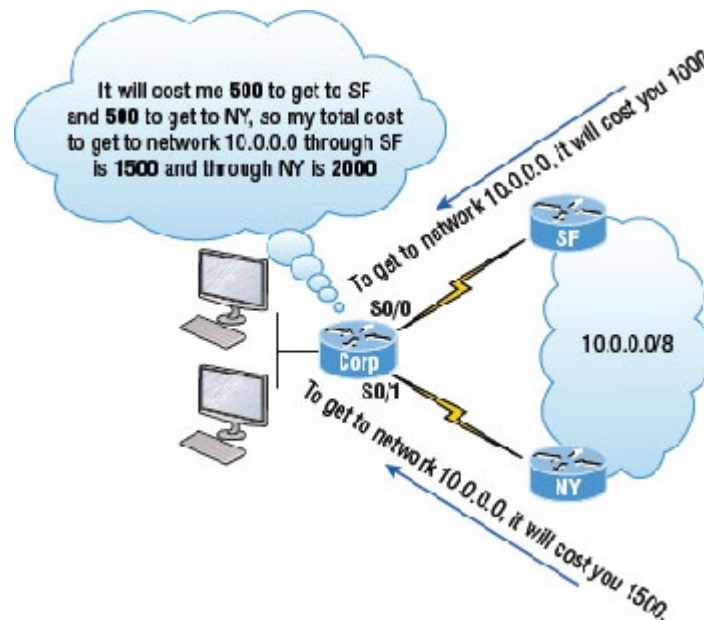 It will cost me 500 to get to SF
and 500 to get to NY, so my total cost
to get to network 10.0.0.0 through SF
is 1500 and through NY is 2000
To get to network 10.0.0.0, it will cost you 1000.
SF
S0/0
10.0.0.0/8
Corp
S0/1
To get to network 10.0.0.0, it will cost you 1500.
NY